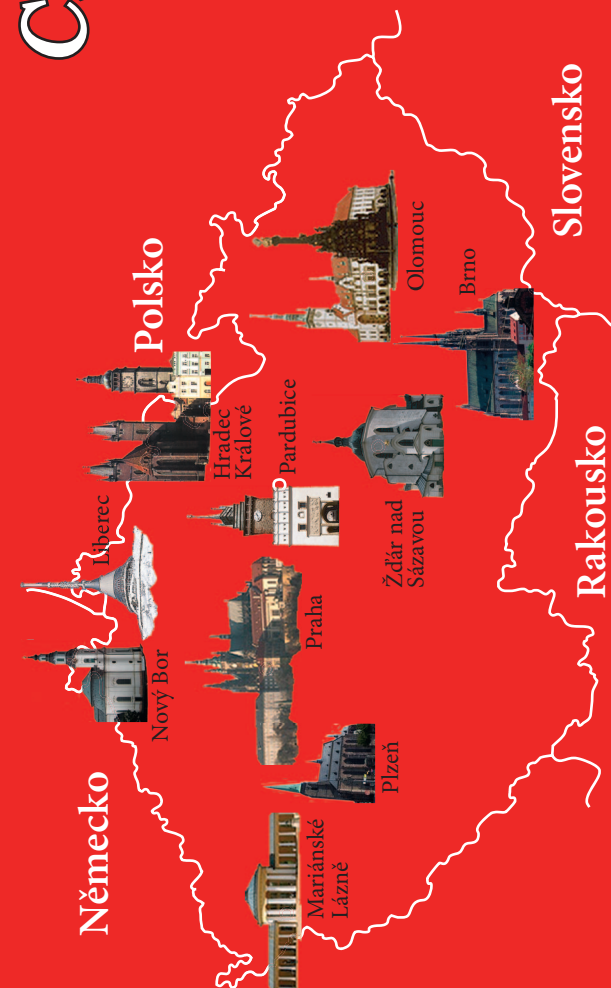 C
Německo
Polsko
Slovensko
Rakousko
Nový Bor
Liberec
Hradec
Králové
Pardubice
Praha
Plzeň
Mariánské
Lázně
Žďár nad
Sázavou
Olomouc
Brno